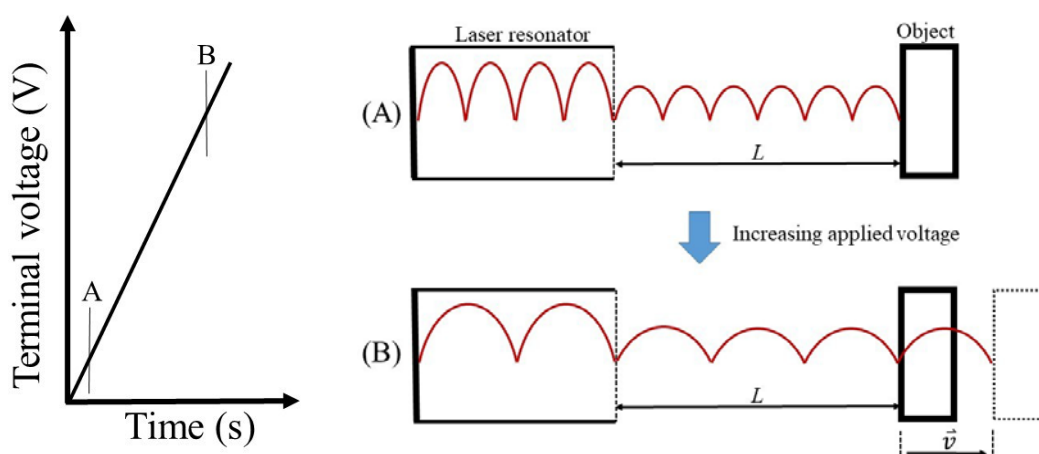 Terminal voltage (V)
B
A
Time (s)
Laser resonator
Object
(A)
L
Increasing applied voltage
(B)
L
v⃗